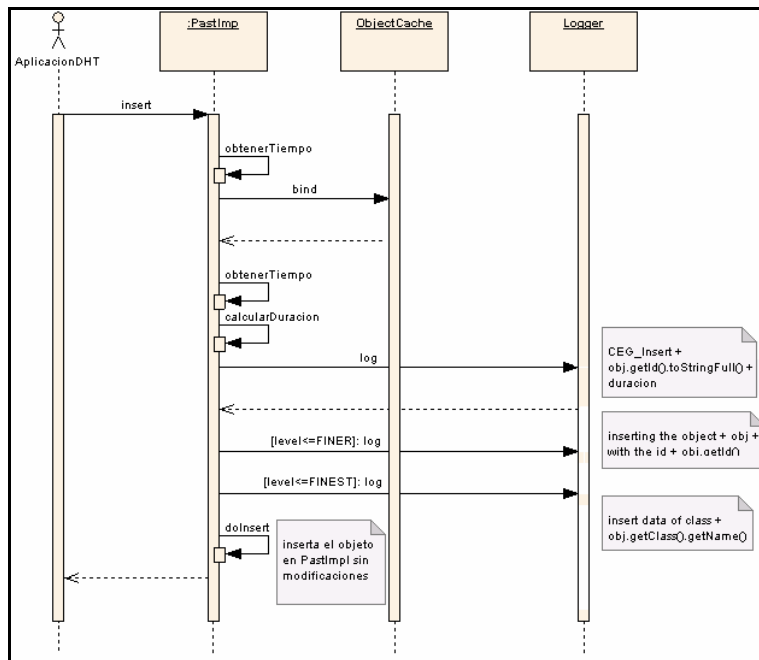 :PastImp
ObjectCache
Logger
AplicacionDHT
insert
obtenerTiempo
bind
obtenerTiempo
calcularDuracion
log
CEG_Insert +
obj.getId().toStringFull() +
duracion
[level<=FINER]: log
inserting the object + obj +
with the id + obj.getId()
[level<=FINEST]: log
insert data of class +
obj.getClass().getName()
doInsert
inserta el objeto
en PastImpl sin
modificaciones